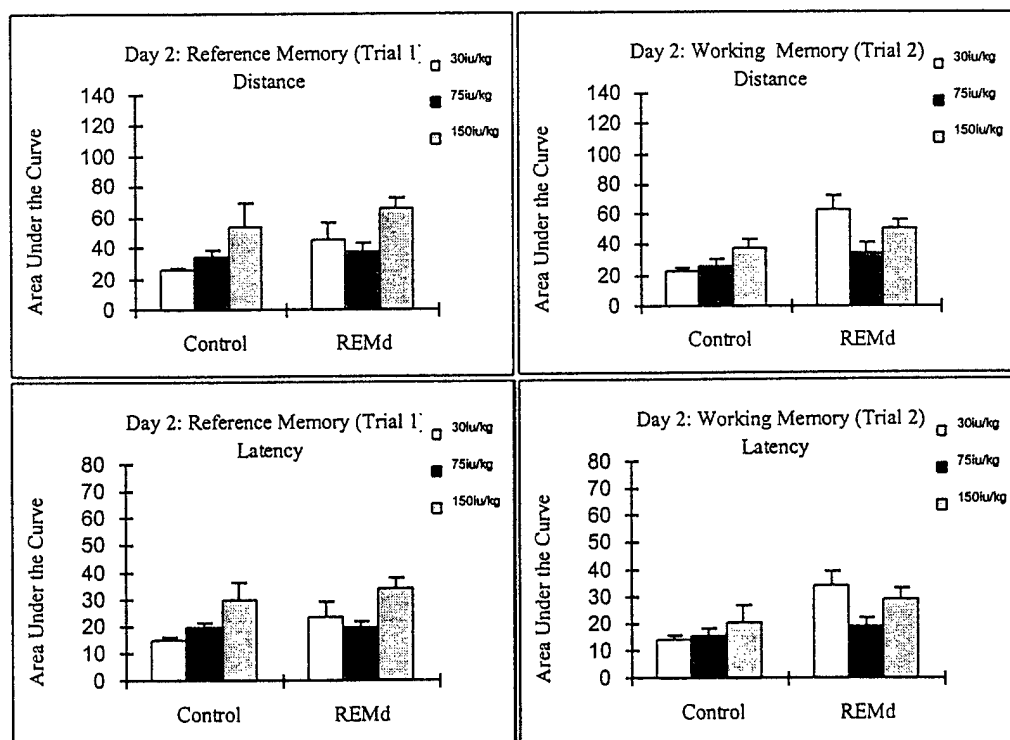 Day 2: Reference Memory (Trial 1)
Distance
30iu/kg
75iu/kg
150iu/kg
Area Under the Curve
140
120
100
80
60
40
20
0
Control
REMd
Day 2: Working Memory (Trial 2)
Distance
30iu/kg
75iu/kg
150iu/kg
Area Under the Curve
140
120
100
80
60
40
20
0
Control
REMd
Day 2: Reference Memory (Trial 1)
Latency
30iu/kg
75iu/kg
150iu/kg
Area Under the Curve
80
70
60
50
40
30
20
10
0
Control
REMd
Day 2: Working Memory (Trial 2)
Latency
30iu/kg
75iu/kg
150iu/kg
Area Under the Curve
80
70
60
50
40
30
20
10
0
Control
REMd